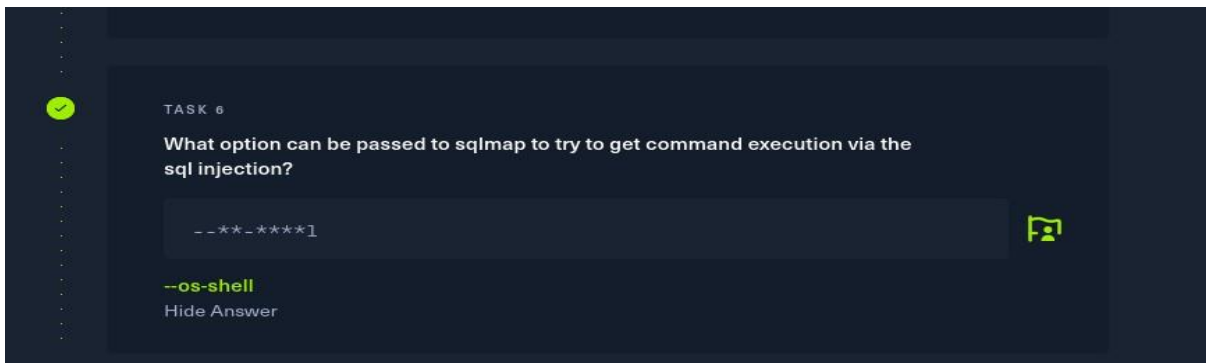 TASK 6
What option can be passed to sqlmap to try to get command execution via the
sql injection?
--**-****l
--os-shell
Hide Answer